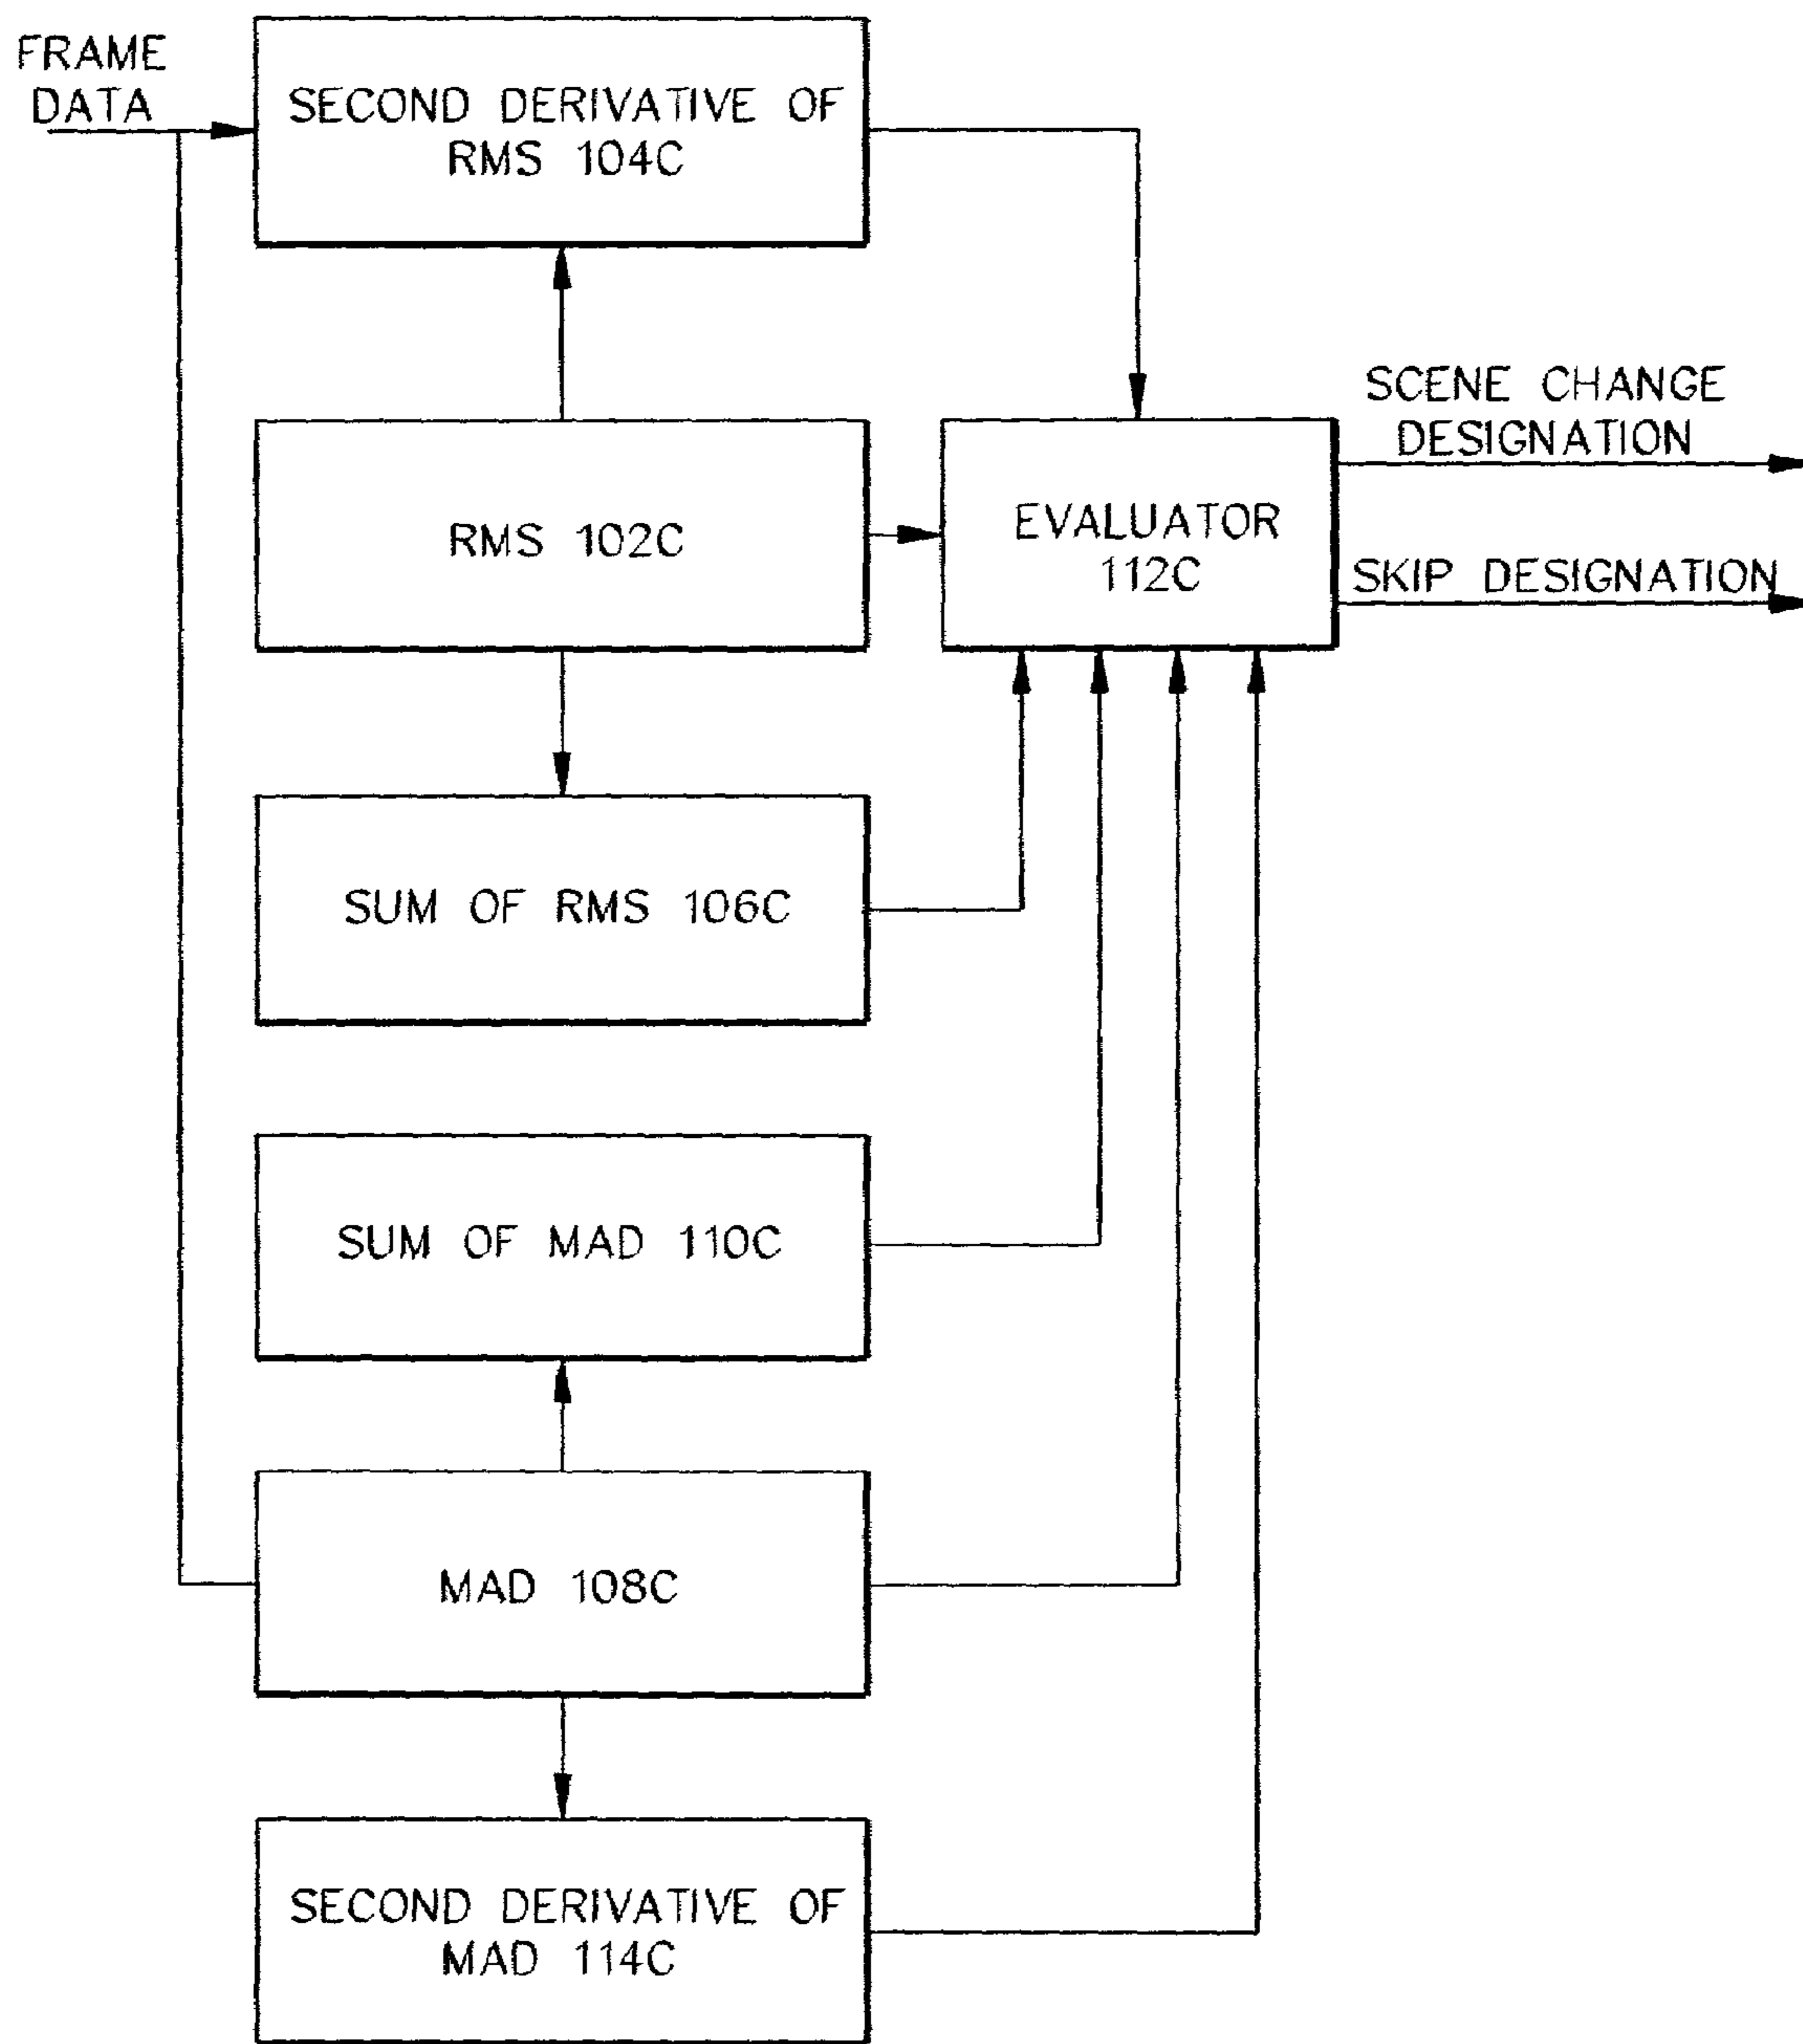 FRAME
DATA
SECOND DERIVATIVE OF
RMS 104C
RMS 102C
SCENE CHANGE
DESIGNATION
EVALUATOR
112C
SKIP DESIGNATION
SUM OF RMS 106C
SUM OF MAD 110C
MAD 108C
SECOND DERIVATIVE OF
MAD 114C